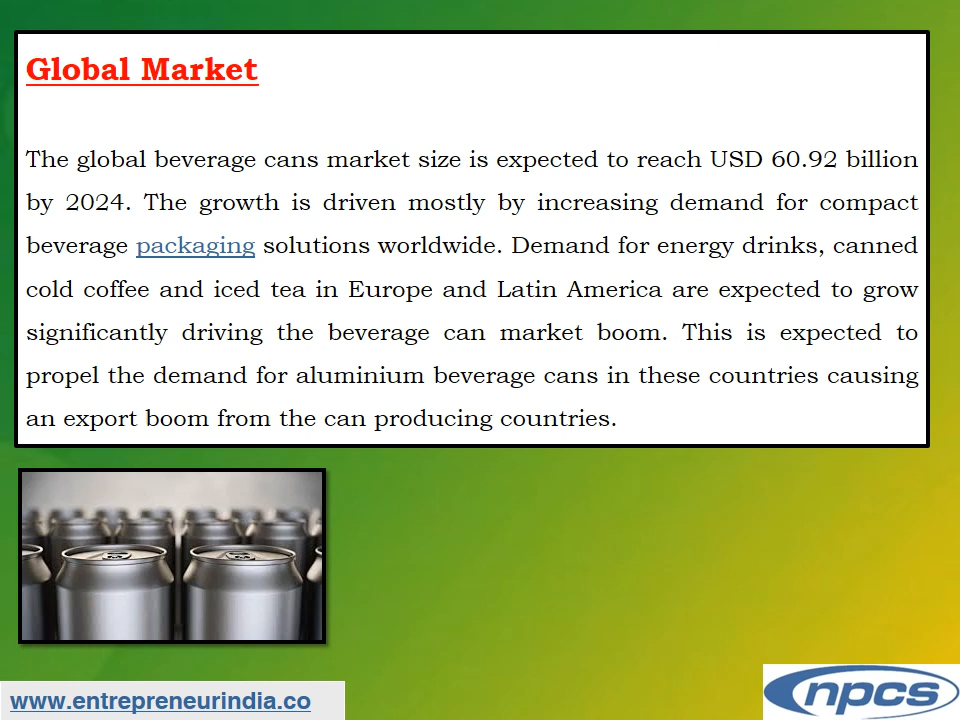 Global Market
The global beverage cans market size is expected to reach USD 60.92 billion
by 2024. The growth is driven mostly by increasing demand for compact
beverage packaging solutions worldwide. Demand for energy drinks, canned
cold coffee and iced tea in Europe and Latin America are expected to grow
significantly driving the beverage can market boom. This is expected to
propel the demand for aluminium beverage cans in these countries causing
an export boom from the can producing countries.
www.entrepreneurindia.co
npcs